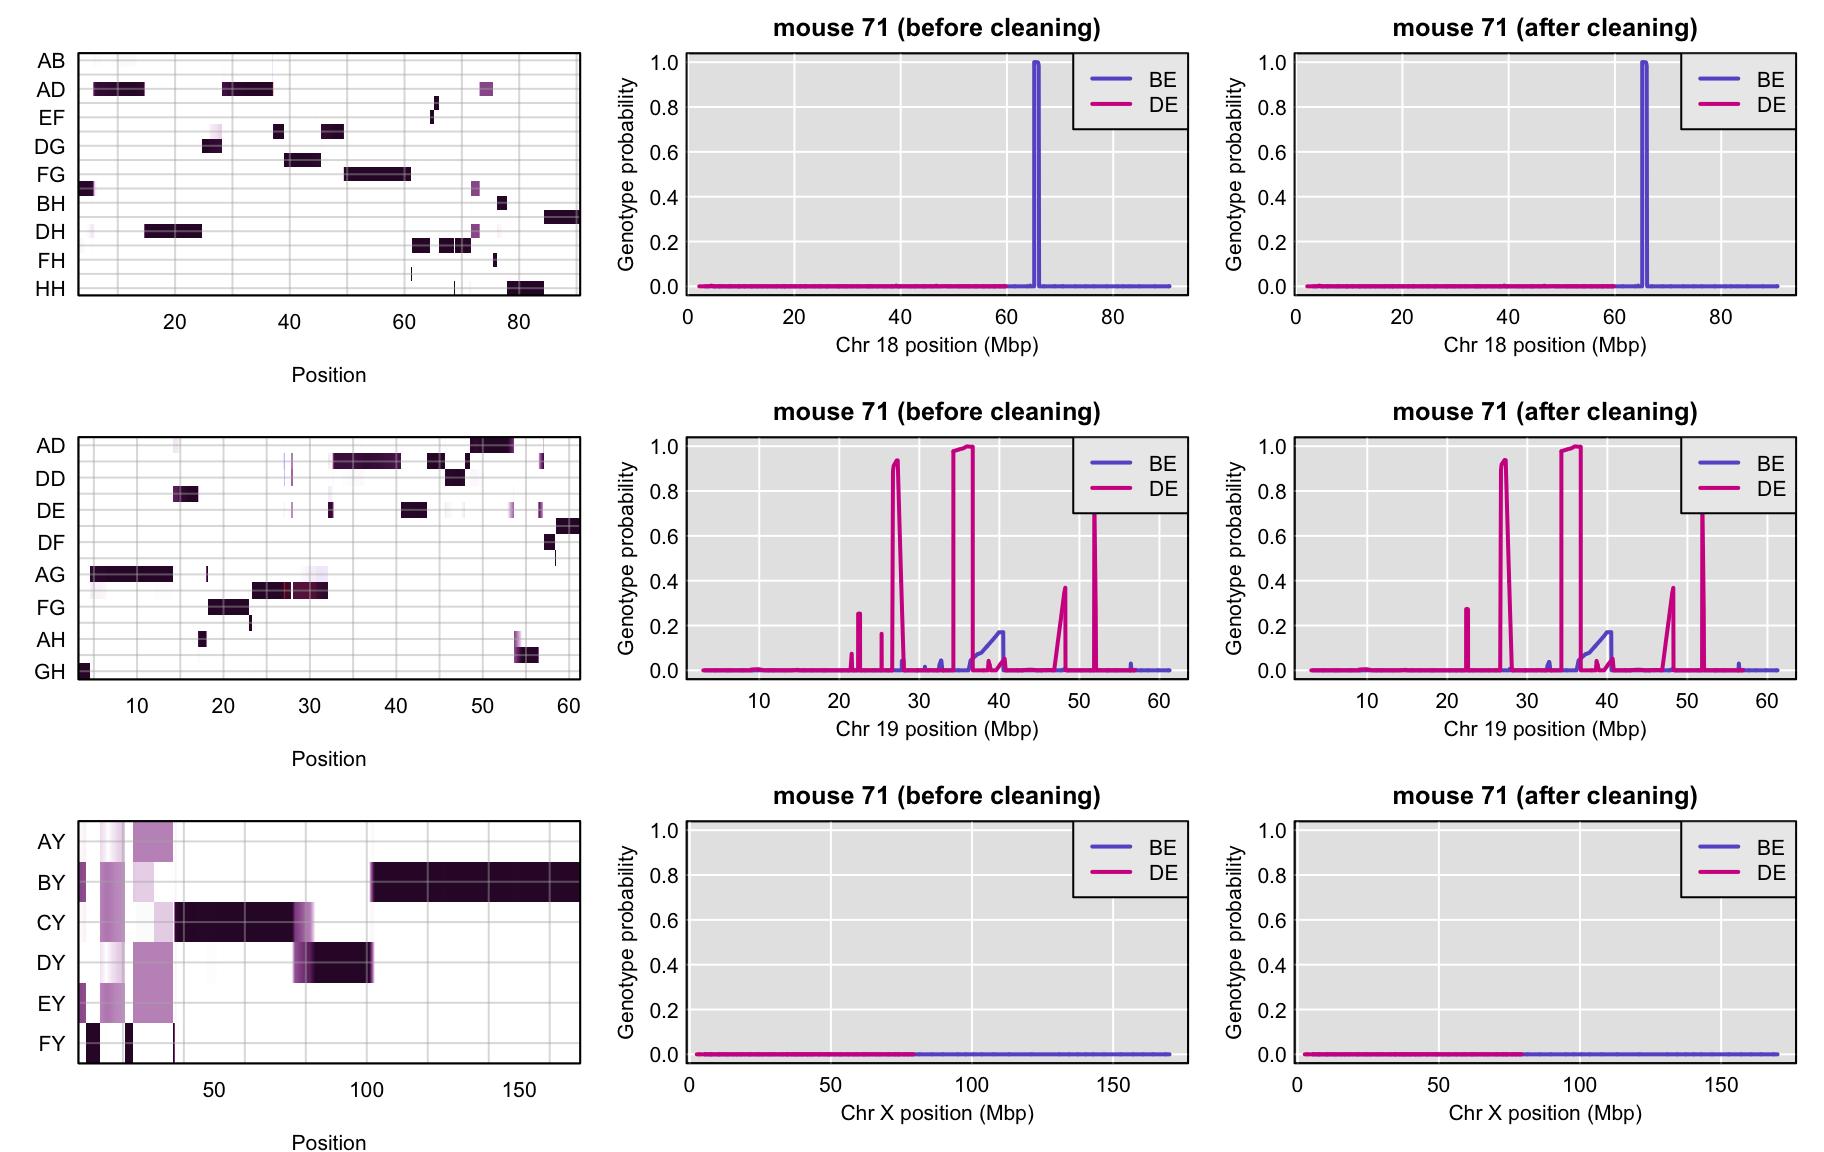 AB
AD
EF
DG
FG
BH
DH
FH
HH
20 40 60 80
Position
mouse 71 (before cleaning)
Genotype probability
1.0
0.8
0.6
0.4
0.2
0.0
BE
DE
0 20 40 60 80
Chr 18 position (Mbp)
mouse 71 (after cleaning)
Genotype probability
1.0
0.8
0.6
0.4
0.2
0.0
BE
DE
0 20 40 60 80
Chr 18 position (Mbp)
AD
DD
DE
DF
AG
FG
AH
GH
10 20 30 40 50 60
Position
mouse 71 (before cleaning)
Genotype probability
1.0
0.8
0.6
0.4
0.2
0.0
BE
DE
10 20 30 40 50 60
Chr 19 position (Mbp)
mouse 71 (after cleaning)
Genotype probability
1.0
0.8
0.6
0.4
0.2
0.0
BE
DE
10 20 30 40 50 60
Chr 19 position (Mbp)
AY
BY
CY
DY
EY
FY
50 100 150
Position
mouse 71 (before cleaning)
Genotype probability
1.0
0.8
0.6
0.4
0.2
0.0
BE
DE
0 50 100 150
Chr X position (Mbp)
mouse 71 (after cleaning)
Genotype probability
1.0
0.8
0.6
0.4
0.2
0.0
BE
DE
0 50 100 150
Chr X position (Mbp)